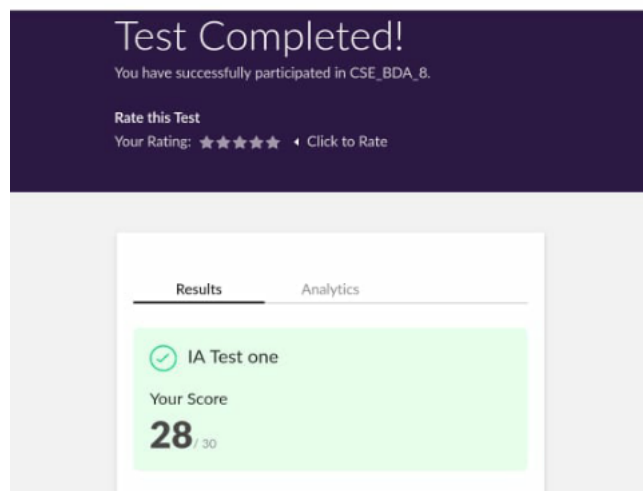 Test Completed!
You have successfully participated in CSE_BDA_8.
Rate this Test
Your Rating: Click to Rate
Results Analytics
IA Test one
Your Score
28/ 30